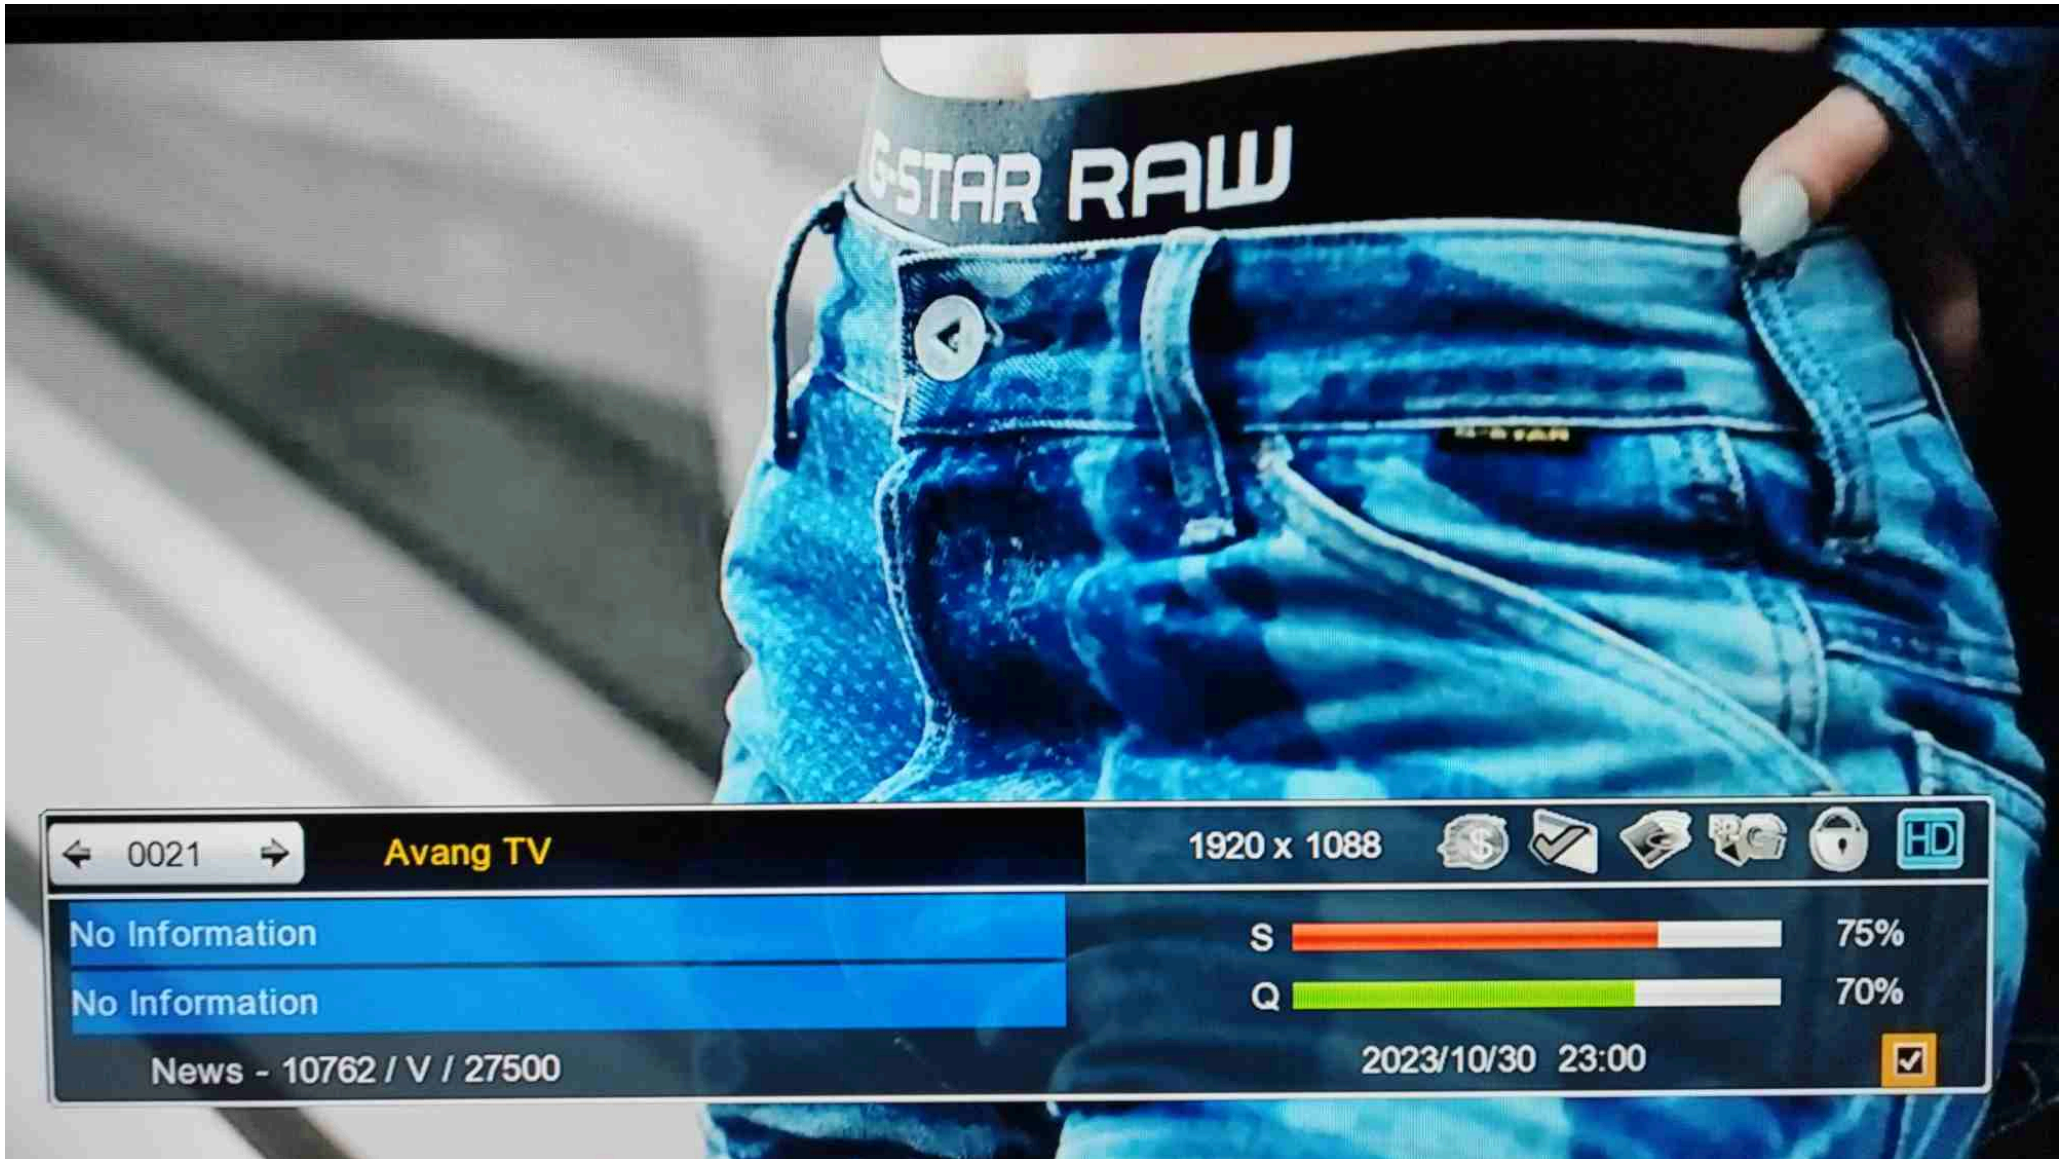 G-STAR RAW
G-STAR
0021
Avang TV
1920 x 1088
HD
No Information
S
75%
No Information
Q
70%
News - 10762 / V / 27500
2023/10/30 23:00